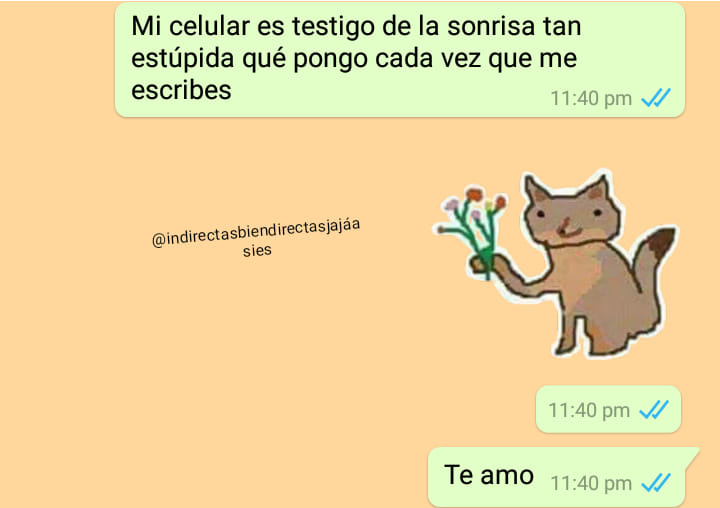 Mi celular es testigo de la sonrisa tan
estúpida qué pongo cada vez que me
escribes
11:40 pm
@indirectasbiendirectasjajáa
sies
11:40 pm
Te amo
11:40 pm